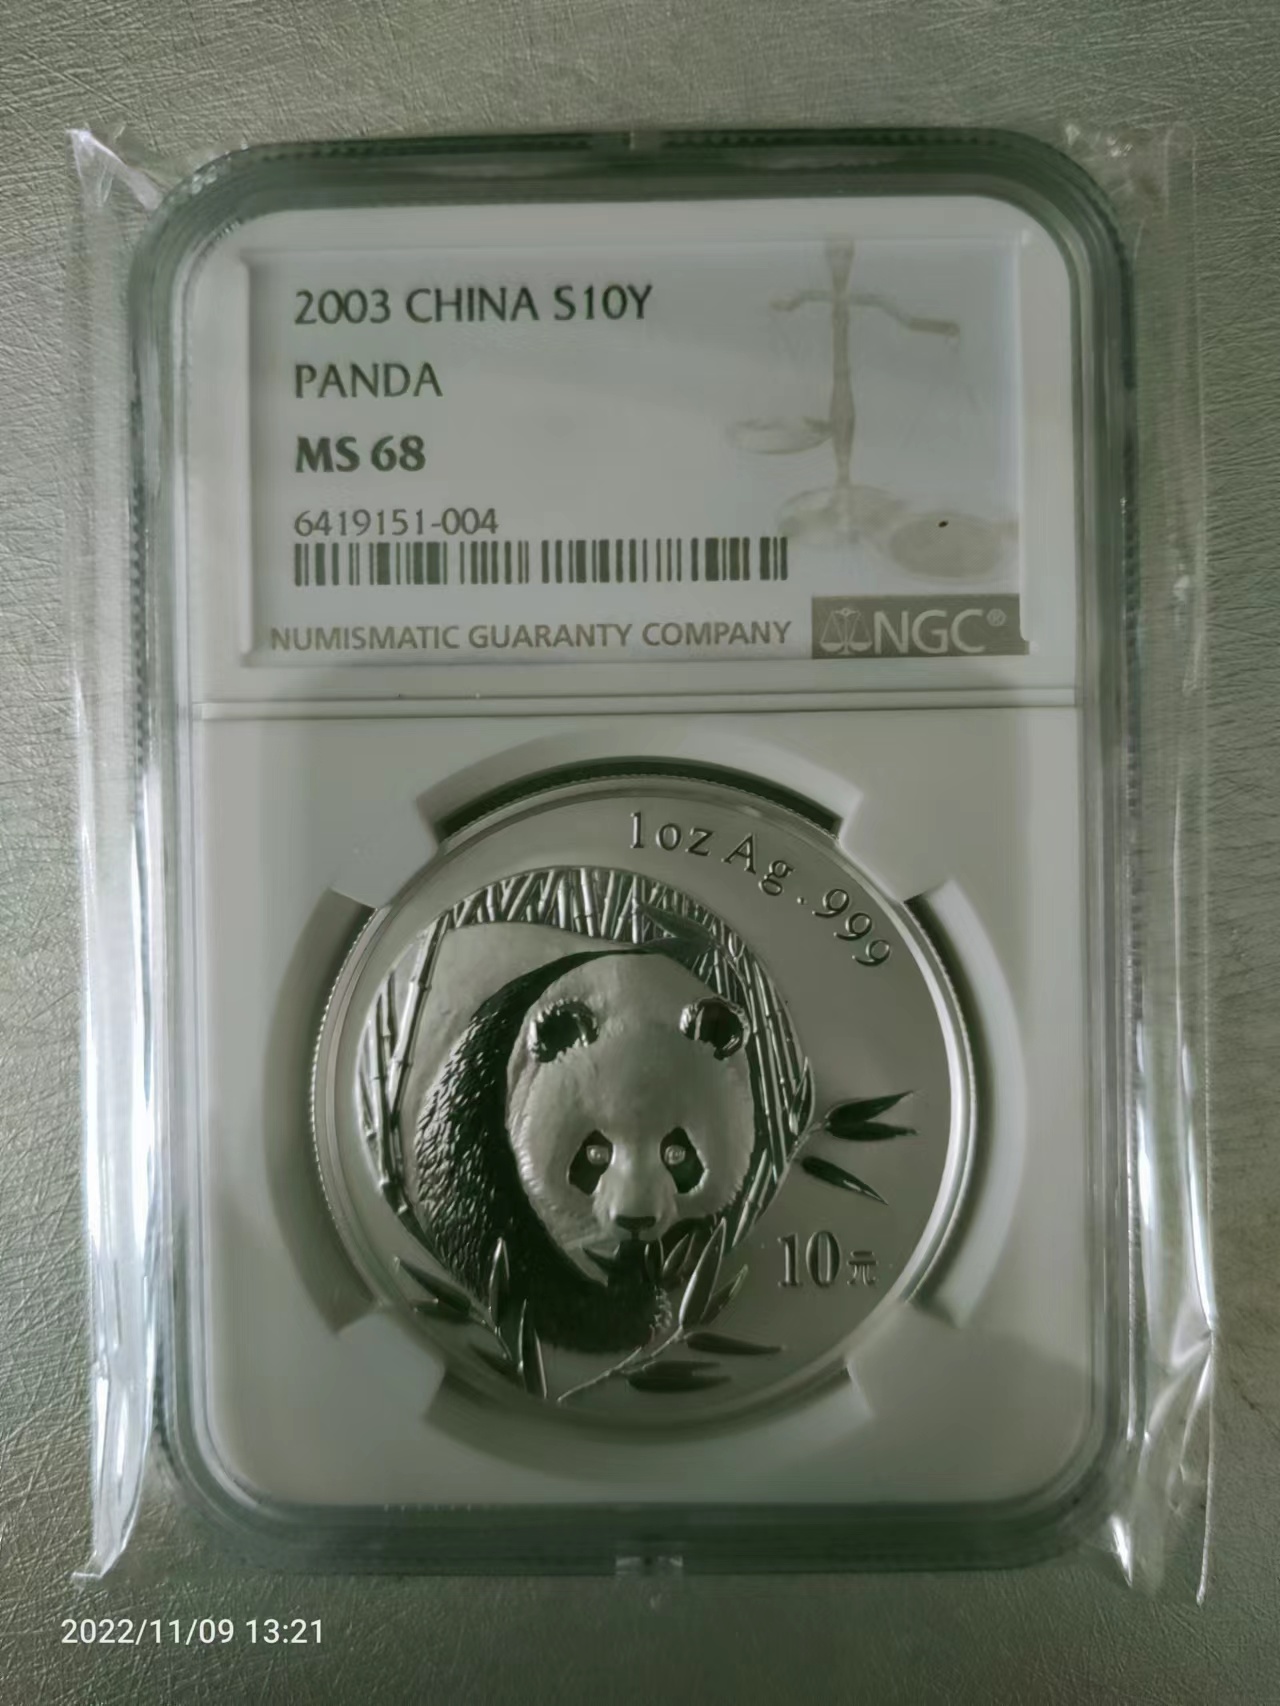 2003 CHINA S10Y
PANDA
MS 68
6419151-004
NUMISMATIC GUARANTY COMPANY NGC®
1oz Ag .999
10元
2022/11/09 13:21